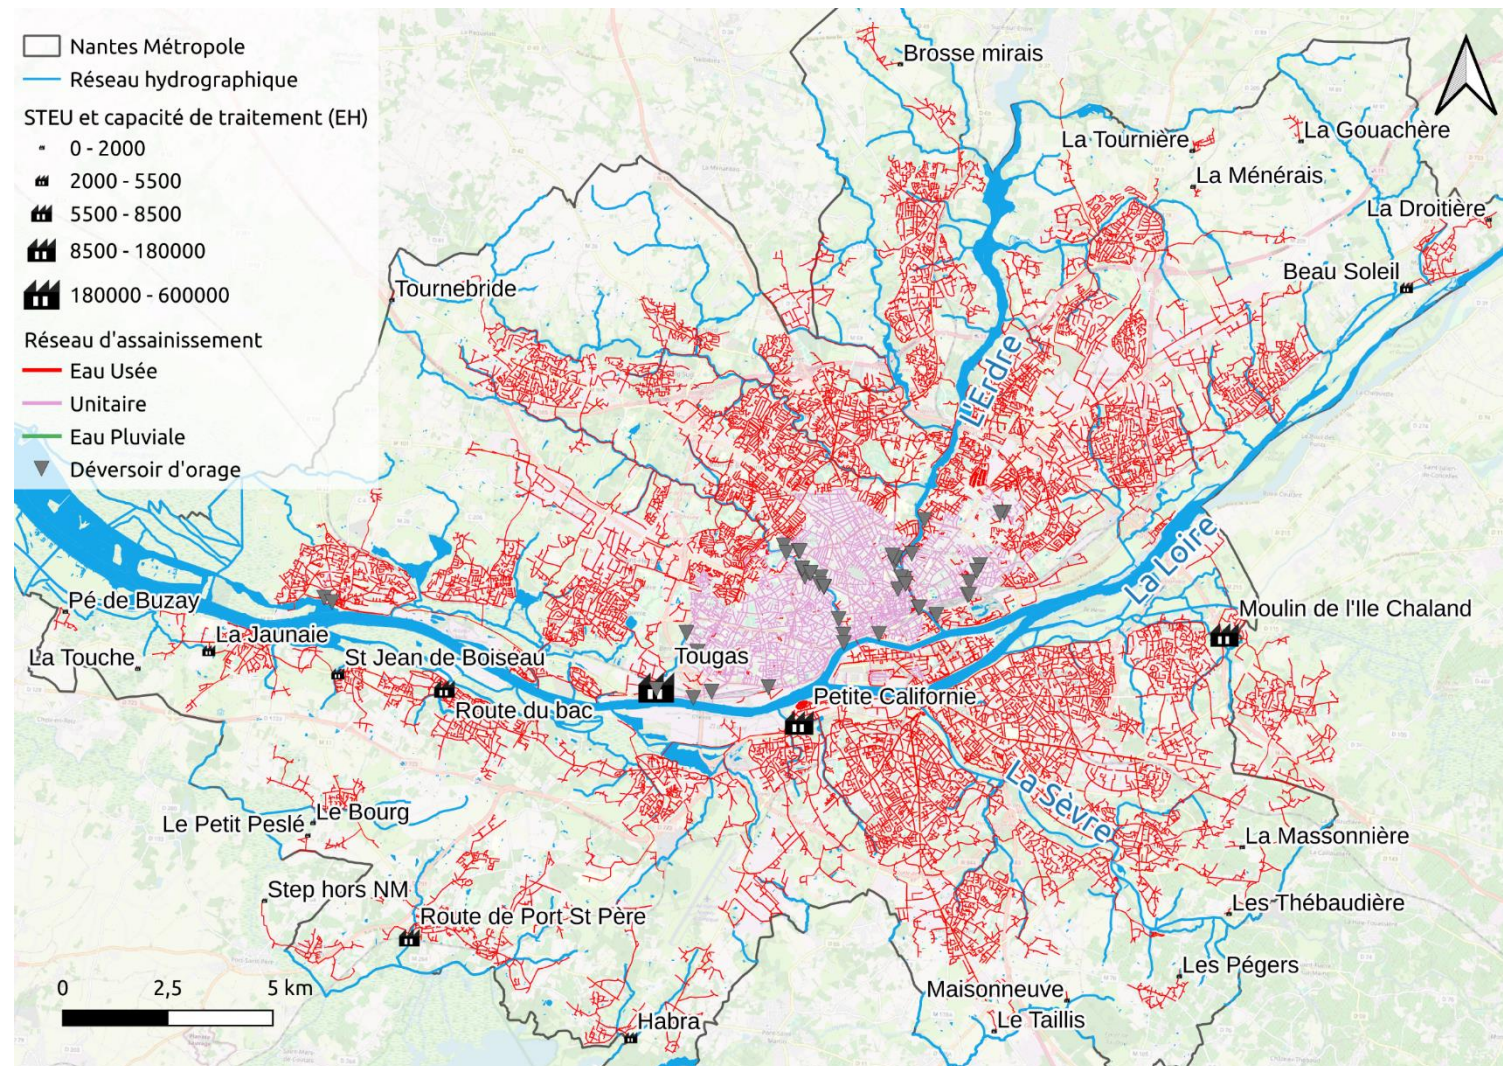 Nantes Métropole
Réseau hydrographique
STEU et capacité de traitement (EH)
0 - 2000
2000 - 5500
5500 - 8500
8500 - 180000
180000 - 600000
Réseau d'assainissement
Eau Usée
Unitaire
Eau Pluviale
Déversoir d'orage
Brosse mirais
La Tournière
La Gouachère
La Ménérais
La Droitière
Beau Soleil
Tournebride
L'Erdre
La Loire
Pé de Buzay
La Jaunaie
La Touche
St Jean de Boiseau
Route du bac
Tougas
Petite Californie
Moulin de l'Ile Chaland
La Sèvre
Le Bourg
Le Petit Peslé
La Massonnière
Step hors NM
Route de Port St Père
Les Thébaudière
Les Pégers
Maisonneuve
Le Taillis
Habra
0 2,5 5 km